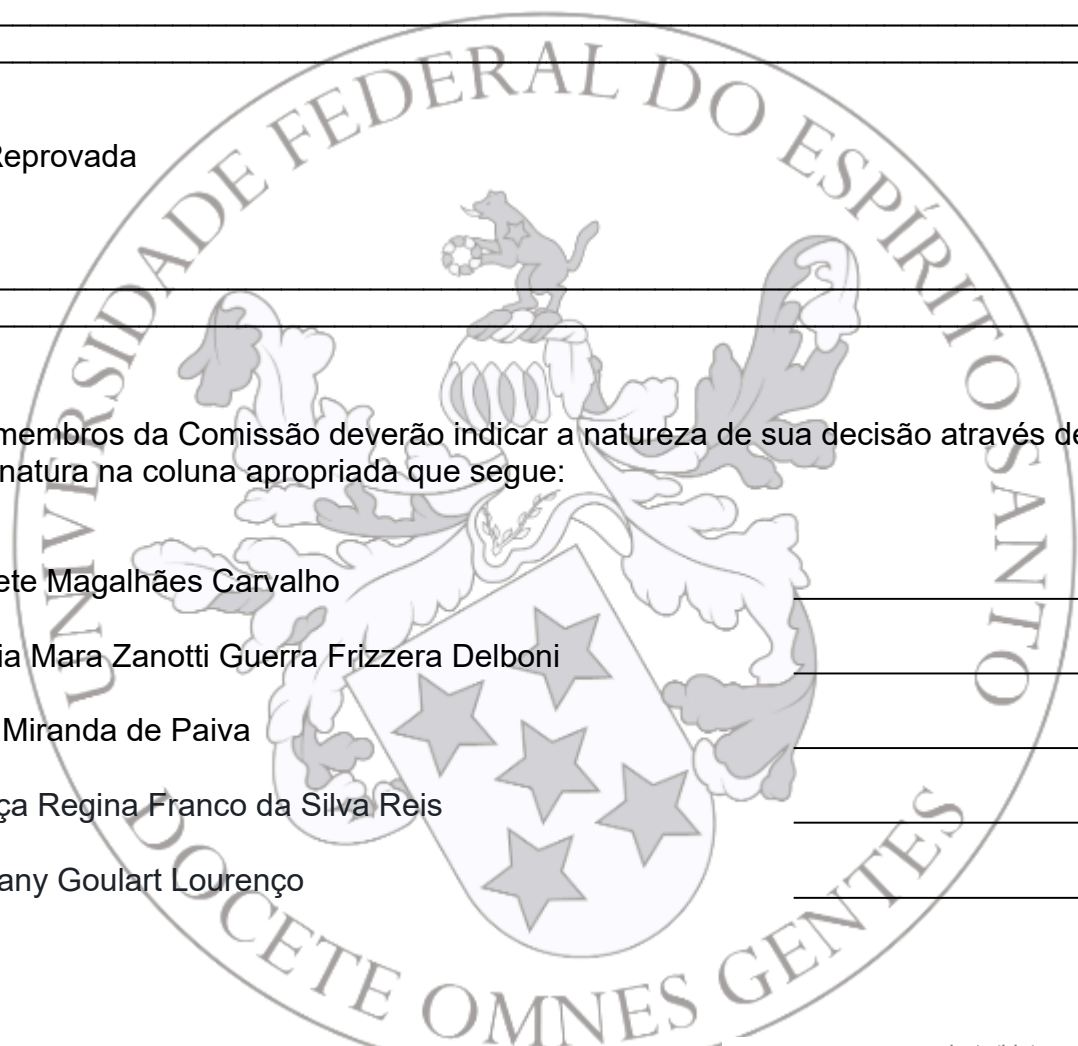 Reprovada
membros da Comissão deverão indicar a natureza de sua decisão através de
natura na coluna apropriada que segue:
ete Magalhães Carvalho
ia Mara Zanotti Guerra Frizzera Delboni
Miranda de Paiva
ça Regina Franco da Silva Reis
any Goulart Lourenço
UNIVERSIDADE FEDERAL DO ESPÍRITO SANTO
DOCETE OMNES GENTES